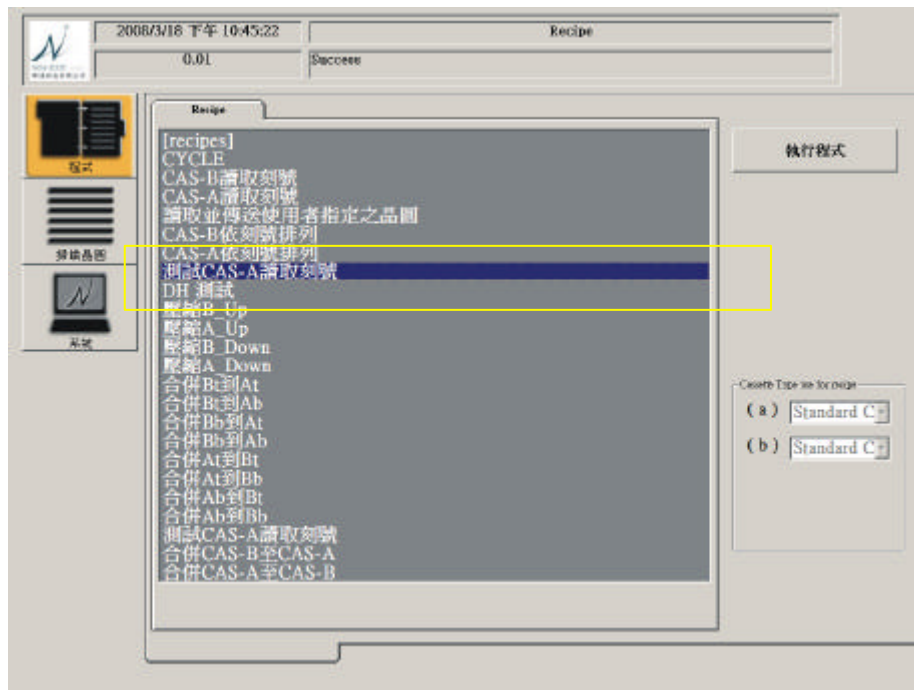 2008/3/18 下午 10:45:22
Recipe
0.01
Success
程式
掃描晶圓
系統
Recipe
[recipes]
CYCLE
CAS-B讀取刻號
CAS-A讀取刻號
讀取並傳送使用者指定之晶圓
CAS-B依刻號排列
CAS-A依刻號排列
測試CAS-A讀取刻號
DH 測試
壓縮B_Up
壓縮A_Up
壓縮B_Down
壓縮A_Down
合併Bt到At
合併Bt到Ab
合併Bb到At
合併Bb到Ab
合併At到Bt
合併At到Bb
合併Ab到Bt
合併Ab到Bb
測試CAS-A讀取刻號
合併CAS-B至CAS-A
合併CAS-A至CAS-B
執行程式
Cassette Type
(a) Standard C
(b) Standard C